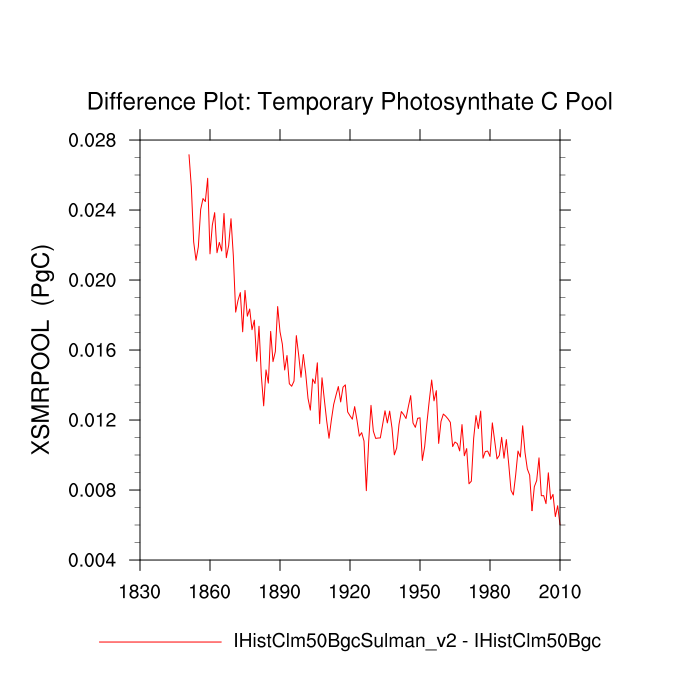 Difference Plot: Temporary Photosynthate C Pool
XSMRPOOL (PgC)
0.028
0.024
0.020
0.016
0.012
0.008
0.004
1830 1860 1890 1920 1950 1980 2010
IHistClm50BgcSulman_v2 - IHistClm50Bgc